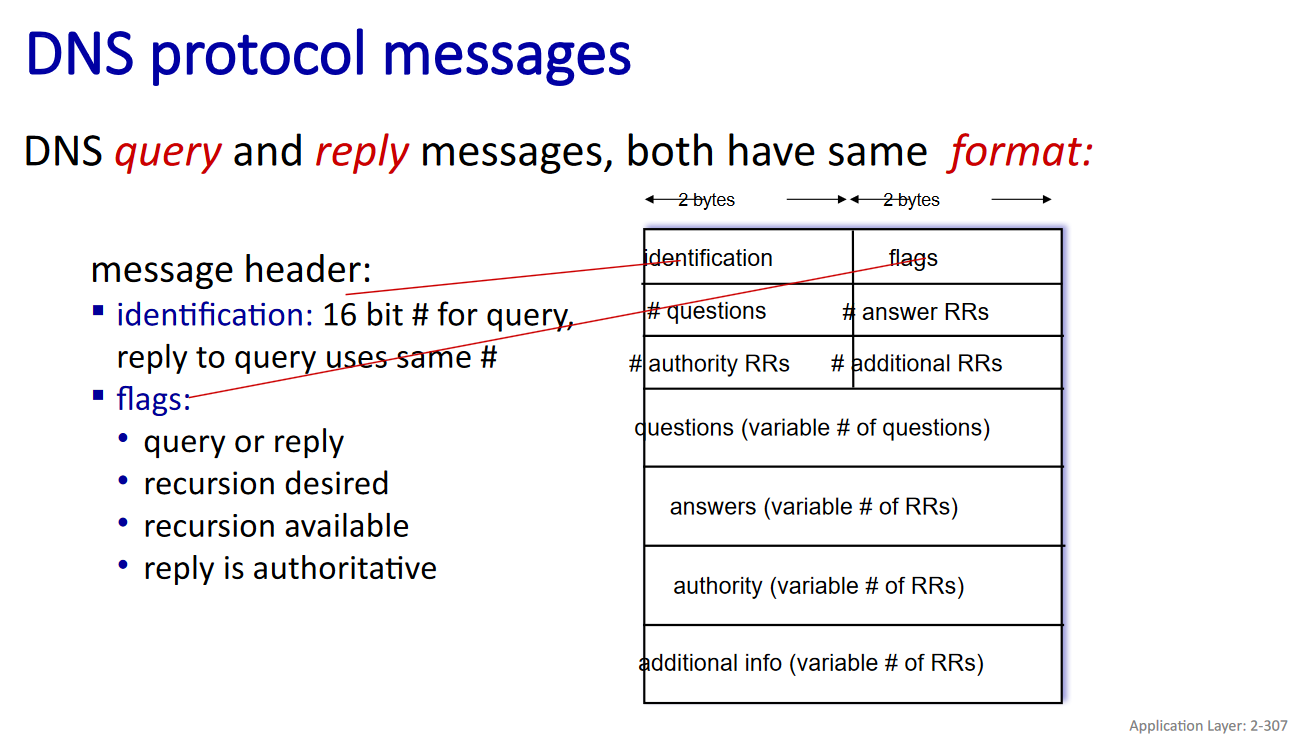 DNS protocol messages
DNS query and reply messages, both have same format:
message header:
▪ identification: 16 bit # for query,
reply to query uses same #
▪ flags:
• query or reply
• recursion desired
• recursion available
• reply is authoritative
2 bytes 2 bytes
identification flags
# questions # answer RRs
# authority RRs # additional RRs
questions (variable # of questions)
answers (variable # of RRs)
authority (variable # of RRs)
additional info (variable # of RRs)
Application Layer: 2-307